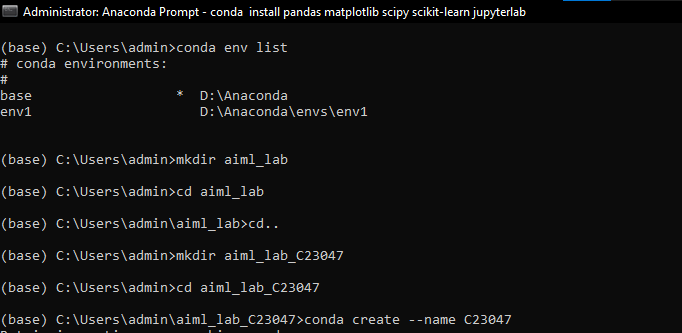 Administrator: Anaconda Prompt - conda  install pandas matplotlib scipy scikit-learn jupyterlab
(base) C:\Users\admin>conda env list
# conda environments:
#
base                  *  D:\Anaconda
env1                     D:\Anaconda\envs\env1
(base) C:\Users\admin>mkdir aiml_lab
(base) C:\Users\admin>cd aiml_lab
(base) C:\Users\admin\aiml_lab>cd..
(base) C:\Users\admin>mkdir aiml_lab_C23047
(base) C:\Users\admin>cd aiml_lab_C23047
(base) C:\Users\admin\aiml_lab_C23047>conda create --name C23047